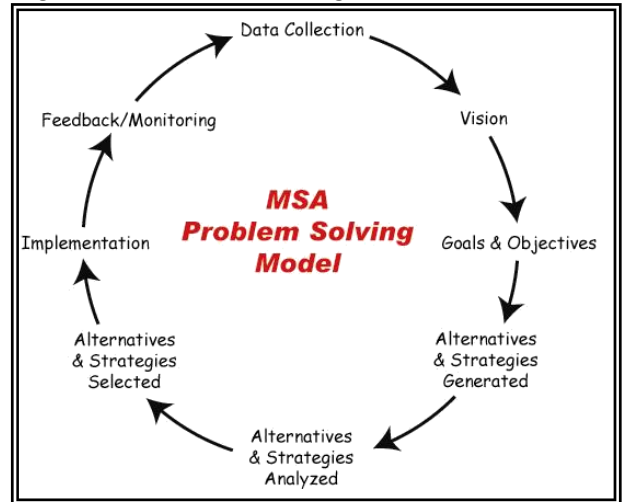 Data Collection
Vision
Goals & Objectives
Alternatives
& Strategies
Generated
Alternatives
& Strategies
Analyzed
Alternatives
& Strategies
Selected
Implementation
Feedback/Monitoring
MSA
Problem Solving
Model